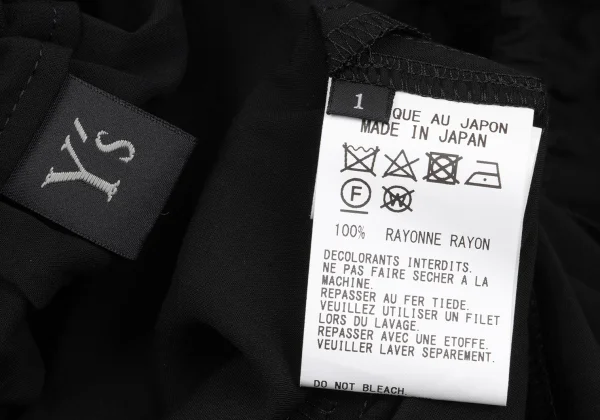 Y's
1
QUE AU JAPON
MADE IN JAPAN
F
W
100% RAYONNE RAYON
DECOLORANTS INTERDITS.
NE PAS FAIRE SECHER A LA
MACHINE.
REPASSER AU FER TIEDE.
VEUILLEZ UTILISER UN FILET
LORS DU LAVAGE.
REPASSER AVEC UNE ETOFFE.
VEUILLER LAVER SEPAREMENT.
DO NOT BLEACH.